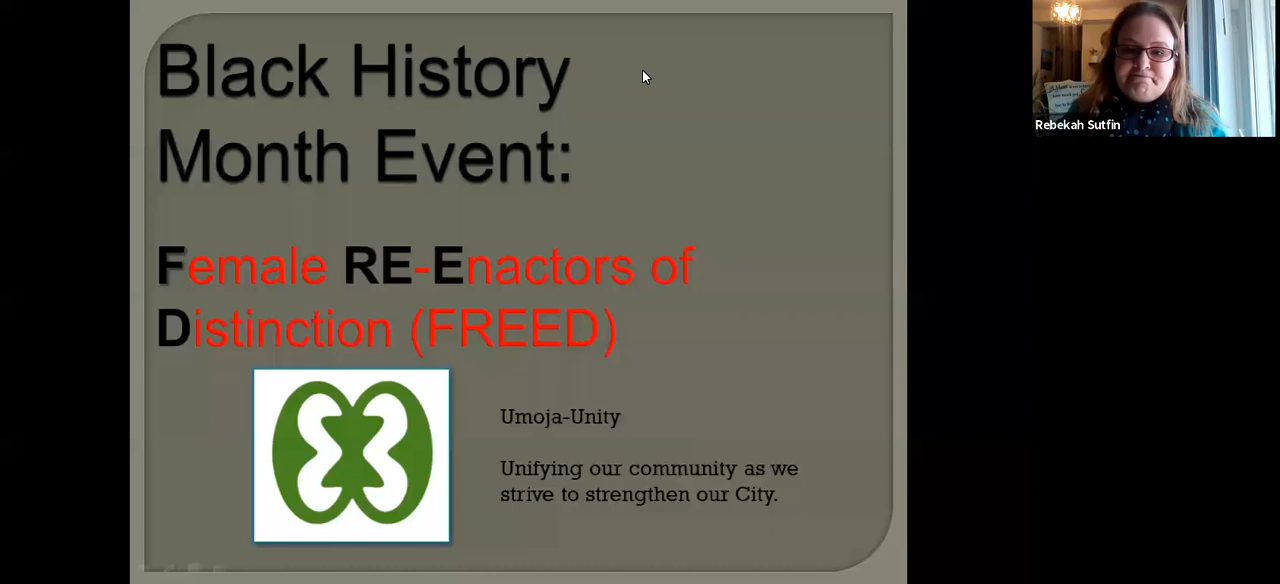 Black History
Month Event:
Female RE-Enactors of
Distinction (FREED)
Umoja-Unity
Unifying our community as we
strive to strengthen our City.
Rebekah Sutfin